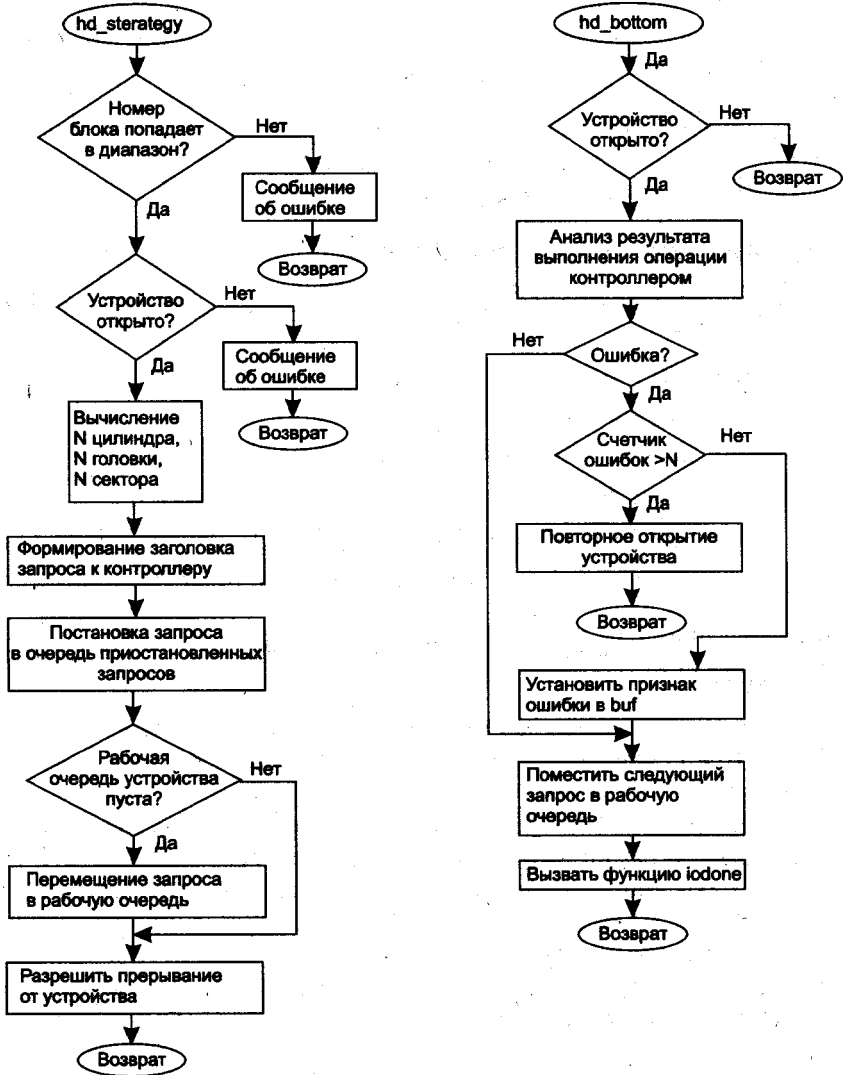 hd_sterategy
Номер
блока попадает
в диапазон?
Нет
Сообщение
об ошибке
Возврат
Да
Устройство
открыто?
Нет
Сообщение
об ошибке
Возврат
Да
Вычисление
N цилиндра,
N головки,
N сектора
Формирование заголовка
запроса к контроллеру
Постановка запроса
в очередь приостановленных
запросов
Рабочая
очередь устройства
пуста?
Нет
Да
Перемещение запроса
в рабочую очередь
Разрешить прерывание
от устройства
Возврат
hd_bottom
Да
Устройство
открыто?
Нет
Возврат
Да
Анализ результата
выполнения операции
контроллером
Нет
Ошибка?
Да
Счетчик
ошибок >N
Нет
Да
Повторное открытие
устройства
Возврат
Установить признак
ошибки в buf
Поместить следующий
запрос в рабочую
очередь
Вызвать функцию iodone
Возврат